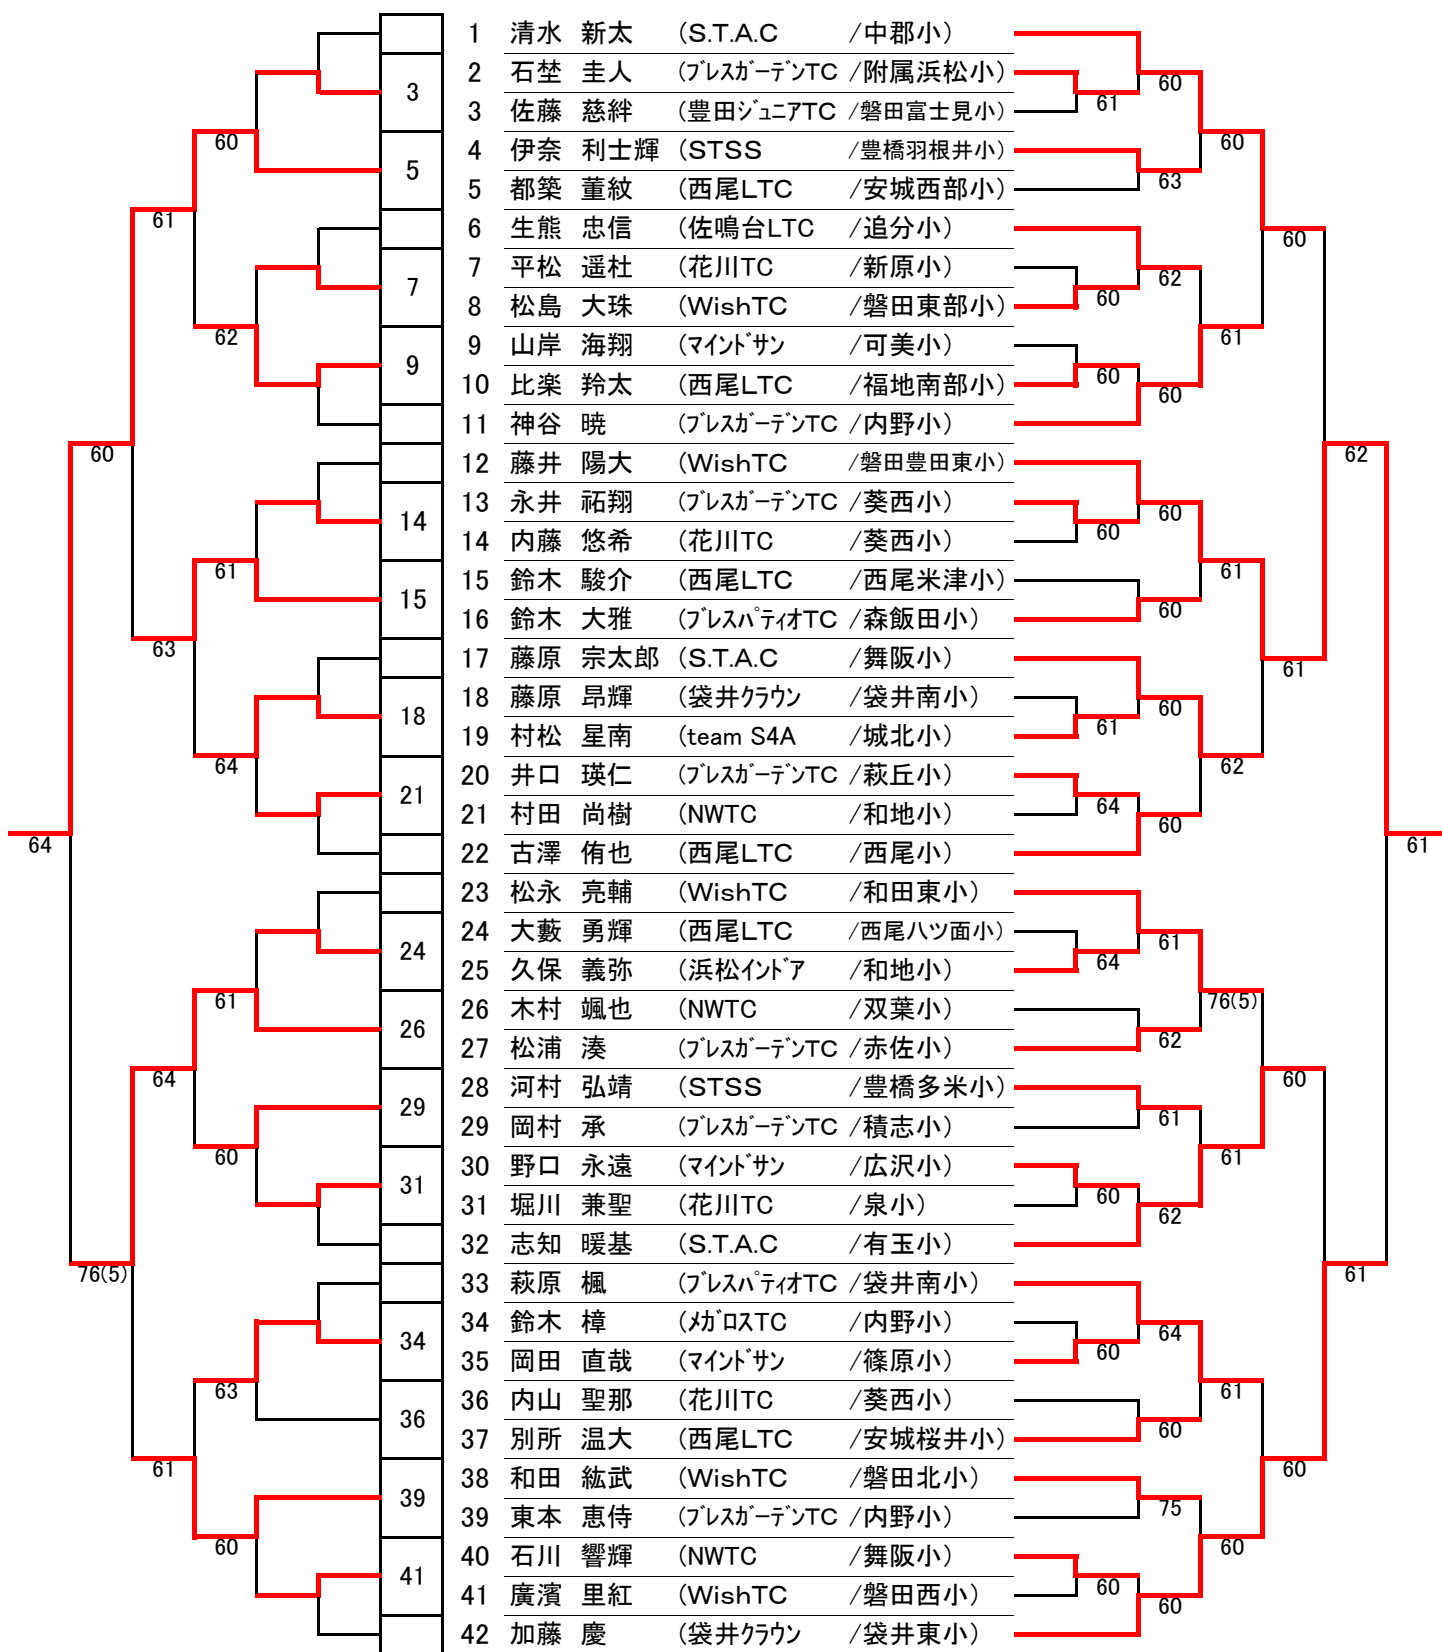 1 清水 新太 (S.T.A.C /中郡小)
2 石埜 圭人 (ブレスガーデンTC /附属浜松小) 60
3 3 佐藤 慈絆 (豊田ジュニアTC /磐田富士見小) 61
60 4 伊奈 利士輝 (STSS /豊橋羽根井小) 60
5 5 都築 董紋 (西尾LTC /安城西部小) 63
61 6 生熊 忠信 (佐鳴台LTC /追分小) 60
7 7 平松 遥杜 (花川TC /新原小) 62
8 松島 大珠 (WishTC /磐田東部小) 60
62 9 山岸 海翔 (マインドサン /可美小) 61
9 10 比楽 羚太 (西尾LTC /福地南部小) 60 60
11 神谷 暁 (ブレスガーデンTC /内野小)
60 12 藤井 陽大 (WishTC /磐田豊田東小) 62
13 永井 祐翔 (ブレスガーデンTC /葵西小) 60
14 14 内藤 悠希 (花川TC /葵西小) 60
61 15 鈴木 駿介 (西尾LTC /西尾米津小) 61
15 16 鈴木 大雅 (ブレスパティオTC /森飯田小) 60
63 17 藤原 宗太郎 (S.T.A.C /舞阪小) 61
18 18 藤原 昂輝 (袋井クラウン /袋井南小) 60
19 村松 星南 (team S4A /城北小) 61
64 20 井口 瑛仁 (ブレスガーデンTC /萩丘小) 62
21 21 村田 尚樹 (NWTC /和地小) 64 60
64 22 古澤 侑也 (西尾LTC /西尾小) 61
23 松永 亮輔 (WishTC /和田東小)
24 24 大藪 勇輝 (西尾LTC /西尾八ツ面小) 61
25 久保 義弥 (浜松インドア /和地小) 64
61 26 木村 颯也 (NWTC /双葉小) 76(5)
26 27 松浦 湊 (ブレスガーデンTC /赤佐小) 62
64 28 河村 弘靖 (STSS /豊橋多米小) 60
29 29 岡村 承 (ブレスガーデンTC /積志小) 61
60 30 野口 永遠 (マインドサン /広沢小) 61
31 31 堀川 兼聖 (花川TC /泉小) 60 62
32 志知 暖基 (S.T.A.C /有玉小)
76(5) 33 萩原 楓 (ブレスパティオTC /袋井南小) 61
34 34 鈴木 樟 (メガロスTC /内野小) 64
35 岡田 直哉 (マインドサン /篠原小) 60
63 36 内山 聖那 (花川TC /葵西小) 61
36 37 別所 温大 (西尾LTC /安城桜井小) 60
61 38 和田 紘武 (WishTC /磐田北小) 60
39 39 東本 恵侍 (ブレスガーデンTC /内野小) 75
60 40 石川 響輝 (NWTC /舞阪小) 60
41 41 廣濱 里紅 (WishTC /磐田西小) 60 60
42 加藤 慶 (袋井クラウン /袋井東小)